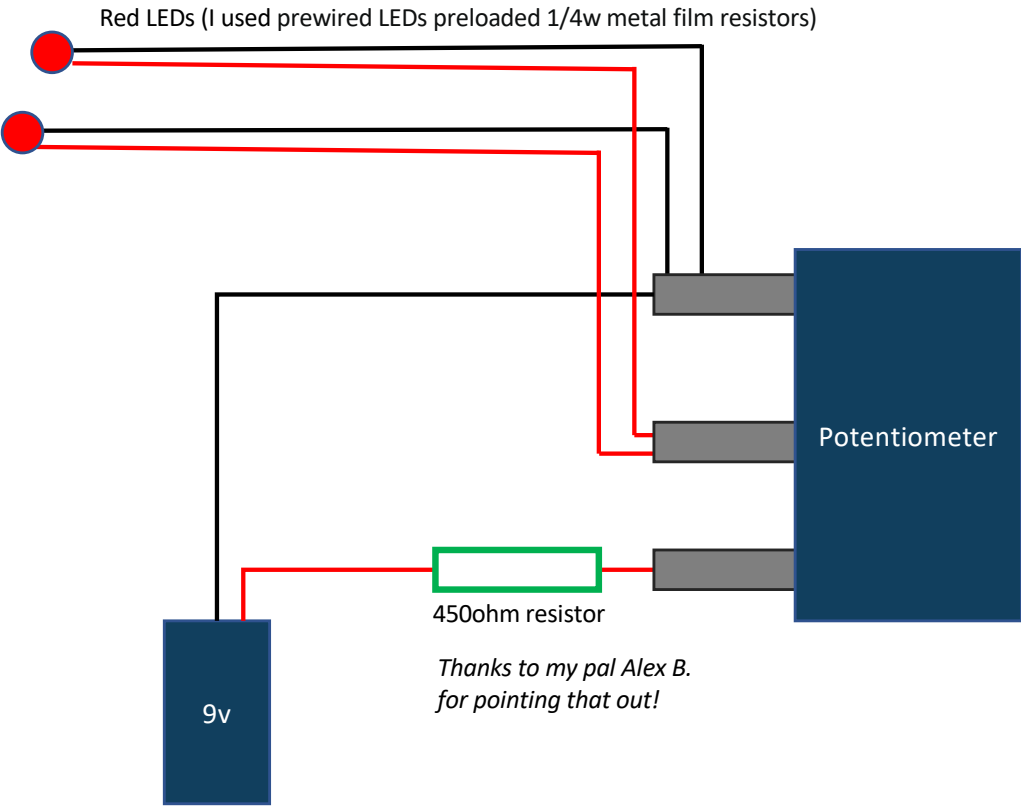 Red LEDs (I used prewired LEDs preloaded 1/4w metal film resistors)
Potentiometer
450ohm resistor
Thanks to my pal Alex B.
for pointing that out!
9v